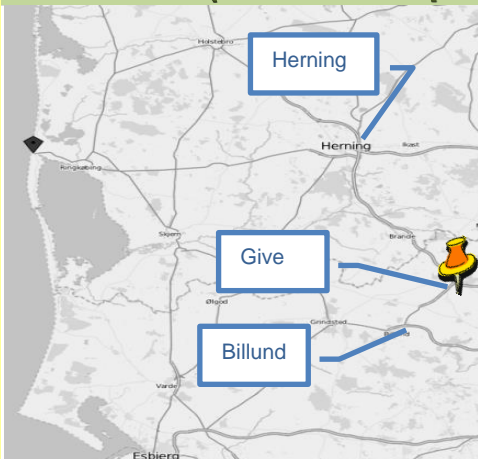 Holstebro
Herning
Herning
Ikast
Ringkøbing
Skjern
Brande
Give
Ølgod
Grindsted
Billund
Varde
Esbjerg